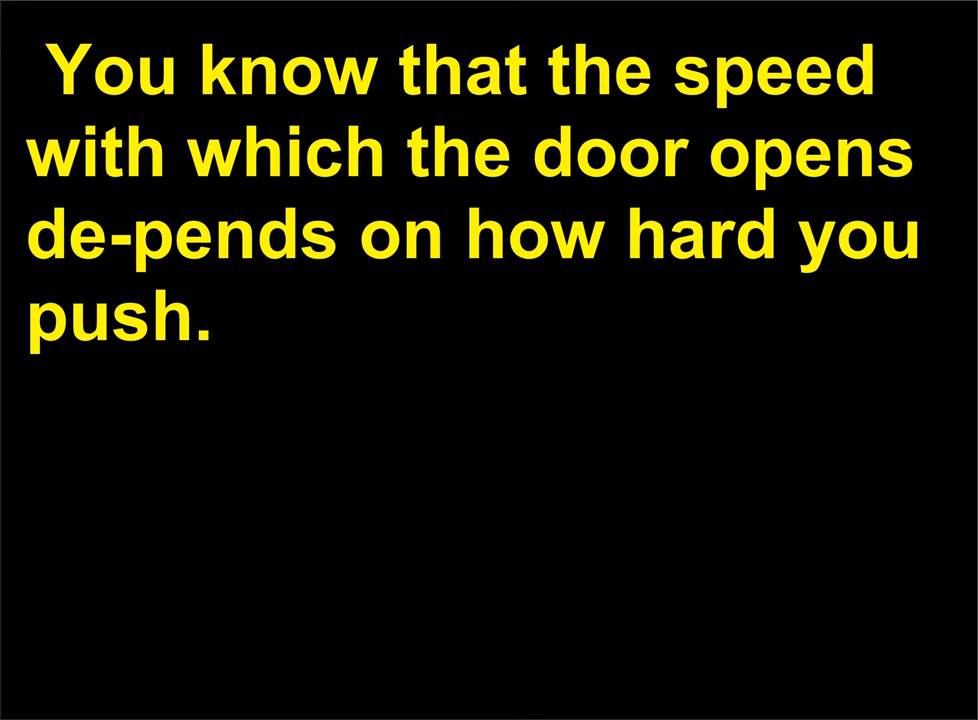 You know that the speed
with which the door opens
de-pends on how hard you
push.